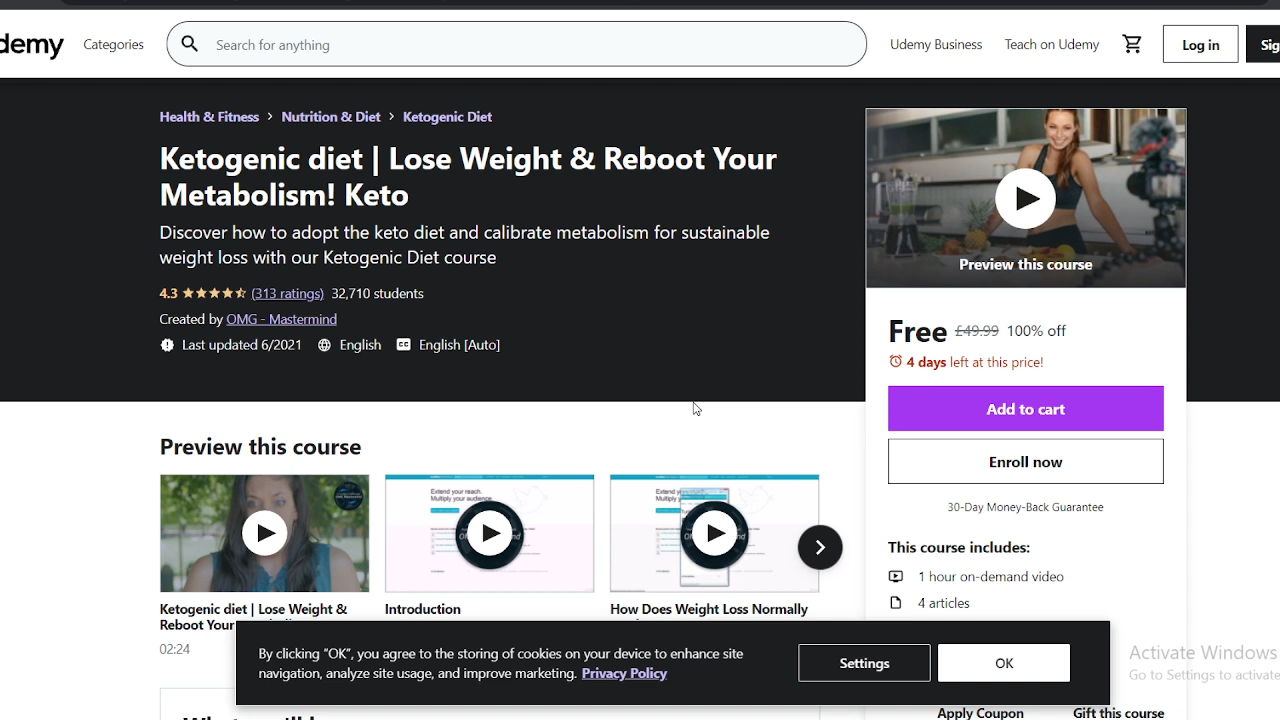 demy
Categories
Search for anything
Udemy Business
Teach on Udemy
Log in
Sig
Health & Fitness > Nutrition & Diet > Ketogenic Diet
Ketogenic diet | Lose Weight & Reboot Your
Metabolism! Keto
Discover how to adopt the keto diet and calibrate metabolism for sustainable
weight loss with our Ketogenic Diet course
4.3 (313 ratings) 32,710 students
Created by OMG - Mastermind
Last updated 6/2021 English CC English [Auto]
Preview this course
Free £49.99 100% off
4 days left at this price!
Add to cart
Enroll now
30-Day Money-Back Guarantee
This course includes:
1 hour on-demand video
4 articles
Apply Coupon
Gift this course
Preview this course
Extend your reach.
Multiply your audience.
Ketogenic diet | Lose Weight &
Reboot Your
02:24
Introduction
How Does Weight Loss Normally
By clicking "OK", you agree to the storing of cookies on your device to enhance site
navigation, analyze site usage, and improve marketing. Privacy Policy
Settings
OK
Activate Windows
Go to Settings to activate